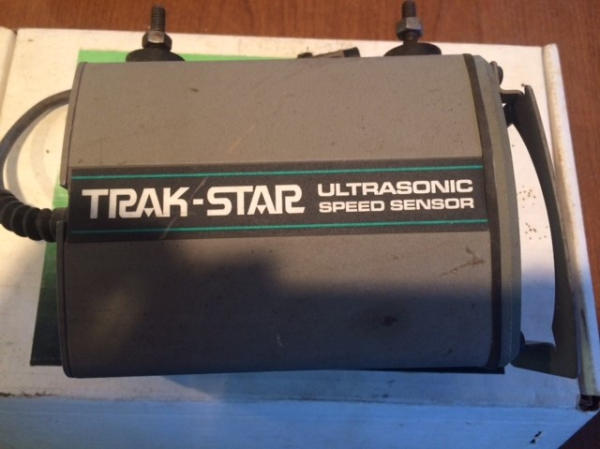 TRAK-STAR ULTRASONIC
SPEED SENSOR